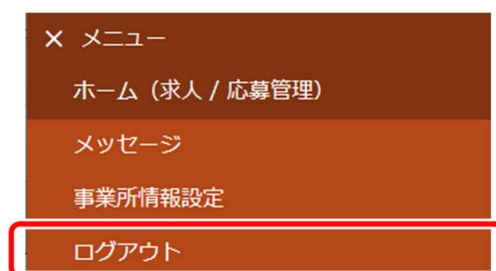 × メニュー
ホーム（求人 / 応募管理）
メッセージ
事業所情報設定
ログアウト